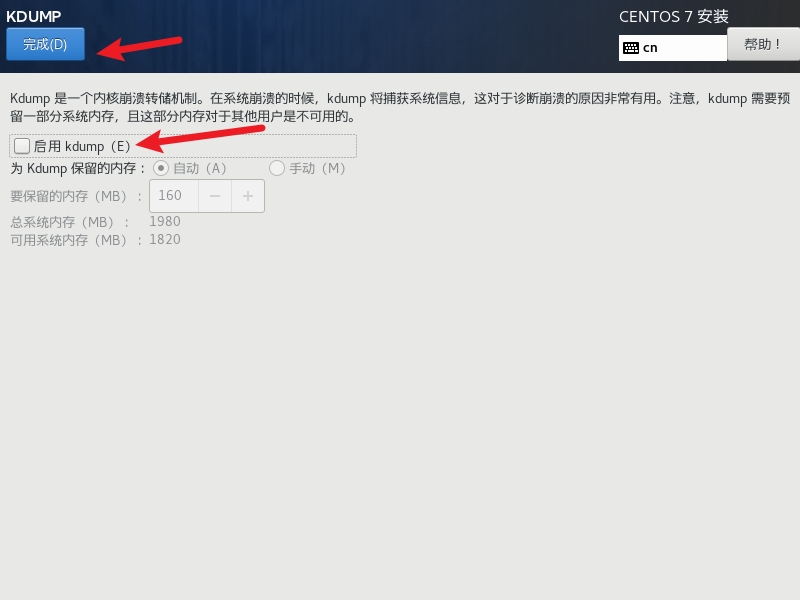 KDUMP
CENTOS 7 安装
完成(D)
cn
帮助！
Kdump 是一个内核崩溃转储机制。在系统崩溃的时候，kdump 将捕获系统信息，这对于诊断崩溃的原因非常有用。注意，kdump 需要预
留一部分系统内存，且这部分内存对于其他用户是不可用的。
启用 kdump（E）
为 Kdump 保留的内存： 自动（A） 手动（M）
要保留的内存（MB）： 160 − +
总系统内存（MB）： 1980
可用系统内存（MB）： 1820